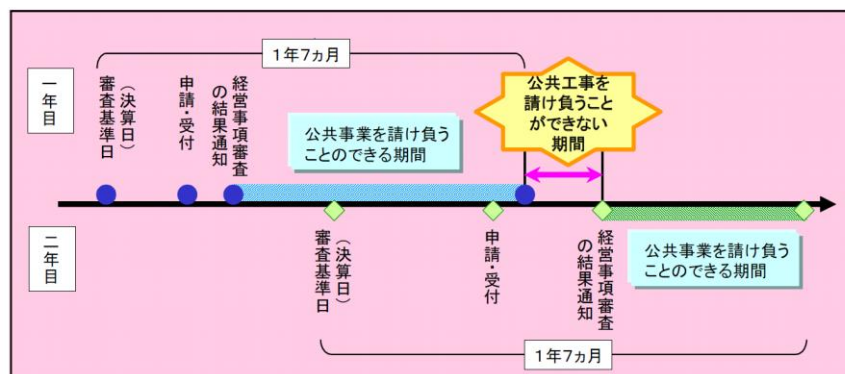 1年7ヵ月
一年目
審査基準日
(決算日)
申請・受付
経営事項審査
の結果通知
公共事業を請け負う
ことのできる期間
公共工事を
請け負うこと
ができない
期間
二年目
審査基準日
(決算日)
申請・受付
経営事項審査
の結果通知
公共事業を請け負う
ことのできる期間
1年7ヵ月